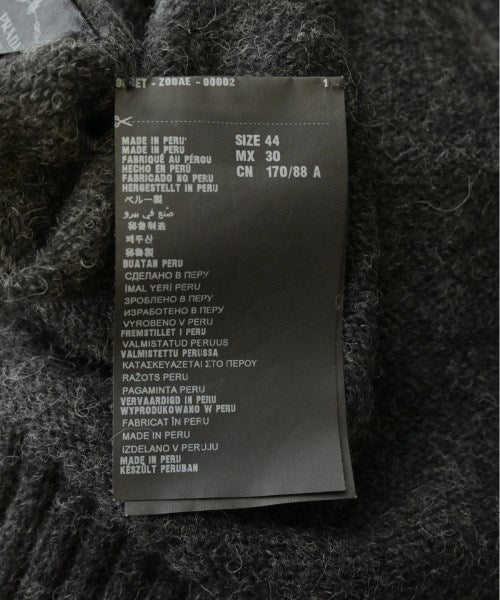 PRADA
- ZOOAE - 00002 1
MADE IN PERU
MADE IN PERU
FABRIQUÉ AU PÉROU
HECHO EN PERÚ
FABRICADO NO PERU
HERGESTELLT IN PERU
ペルー製
صنع في بيرو
秘鲁制造
페루산
秘魯製
BUATAN PERU
СДЕЛАНО В ПЕРУ
İMAL YERİ PERU
ЗРОБЛЕНО В ПЕРУ
ИЗРАБОТЕНО В ПЕРУ
VYROBENO V PERU
FREMSTILLET I PERU
VALMISTATUD PERUUS
VALMISTETTU PERUSSA
ΚΑΤΑΣΚΕΥΑΖΕΤΑΙ ΣΤΟ ΠΕΡΟΥ
RAŽOTS PERU
PAGAMINTA PERU
VERVAARDIGD IN PERU
WYPRODUKOWANO W PERU
FABRICAT ÎN PERU
MADE IN PERU
IZDELANO V PERUJU
MADE IN PERU
KÉSZÜLT PERUBAN
SIZE 44
MX 30
CN 170/88 A